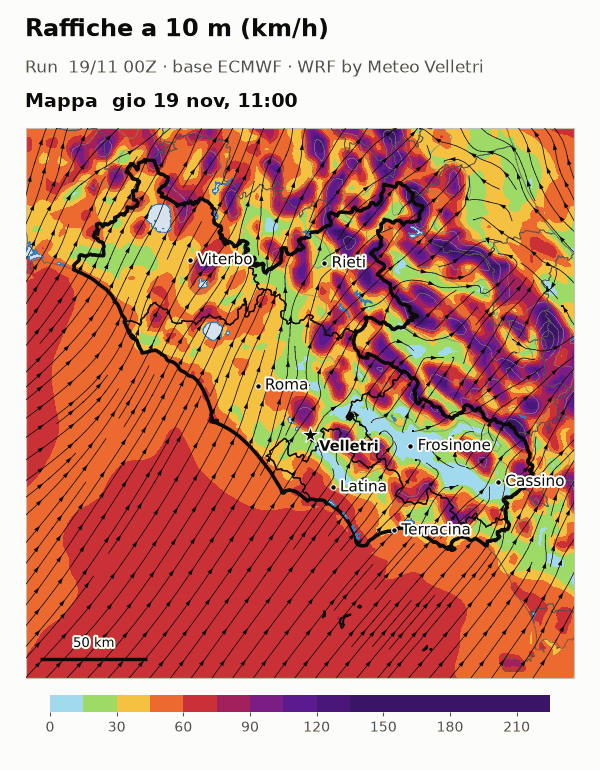 Raffiche a 10 m (km/h)
Run 19/11 00Z · base ECMWF · WRF by Meteo Velletri
Mappa gio 19 nov, 11:00
Viterbo
Rieti
Roma
Velletri
Frosinone
Cassino
Latina
Terracina
50 km
0 30 60 90 120 150 180 210